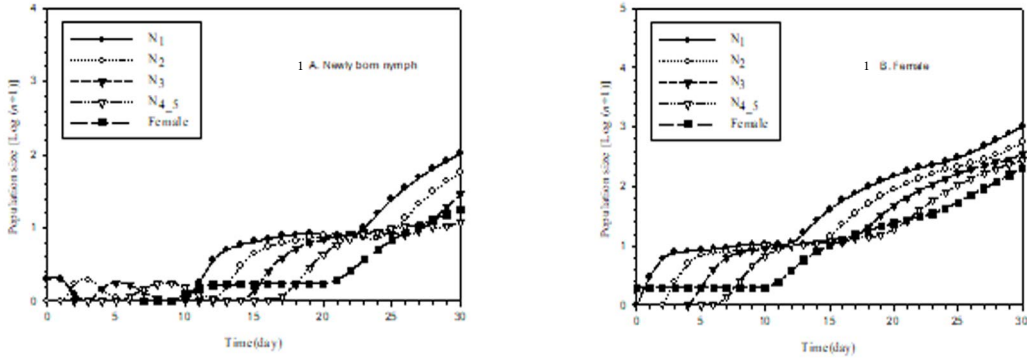 4
3
2
1
0
Population size [Log (n+1)]
N1
N2
N3
N4_5
Female
1 A. Newly born nymph
0 5 10 15 20 25 30
Time(day)
5
4
3
2
1
0
Population size [Log (n+1)]
N1
N2
N3
N4_5
Female
1 B. Female
0 5 10 15 20 25 30
Time(day)